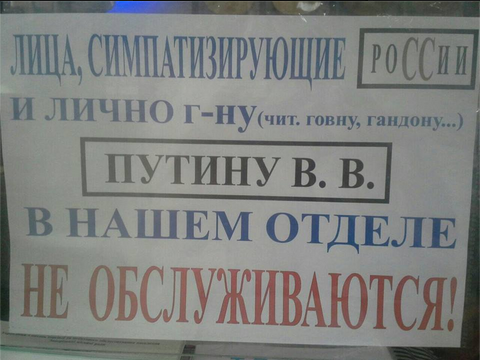 ЛИЦА, СИМПАТИЗИРУЮЩИЕ РОССИИ
И ЛИЧНО Г-НУ(чит. говну, гандону...)
ПУТИНУ В. В.
В НАШЕМ ОТДЕЛЕ
НЕ ОБСЛУЖИВАЮТСЯ!